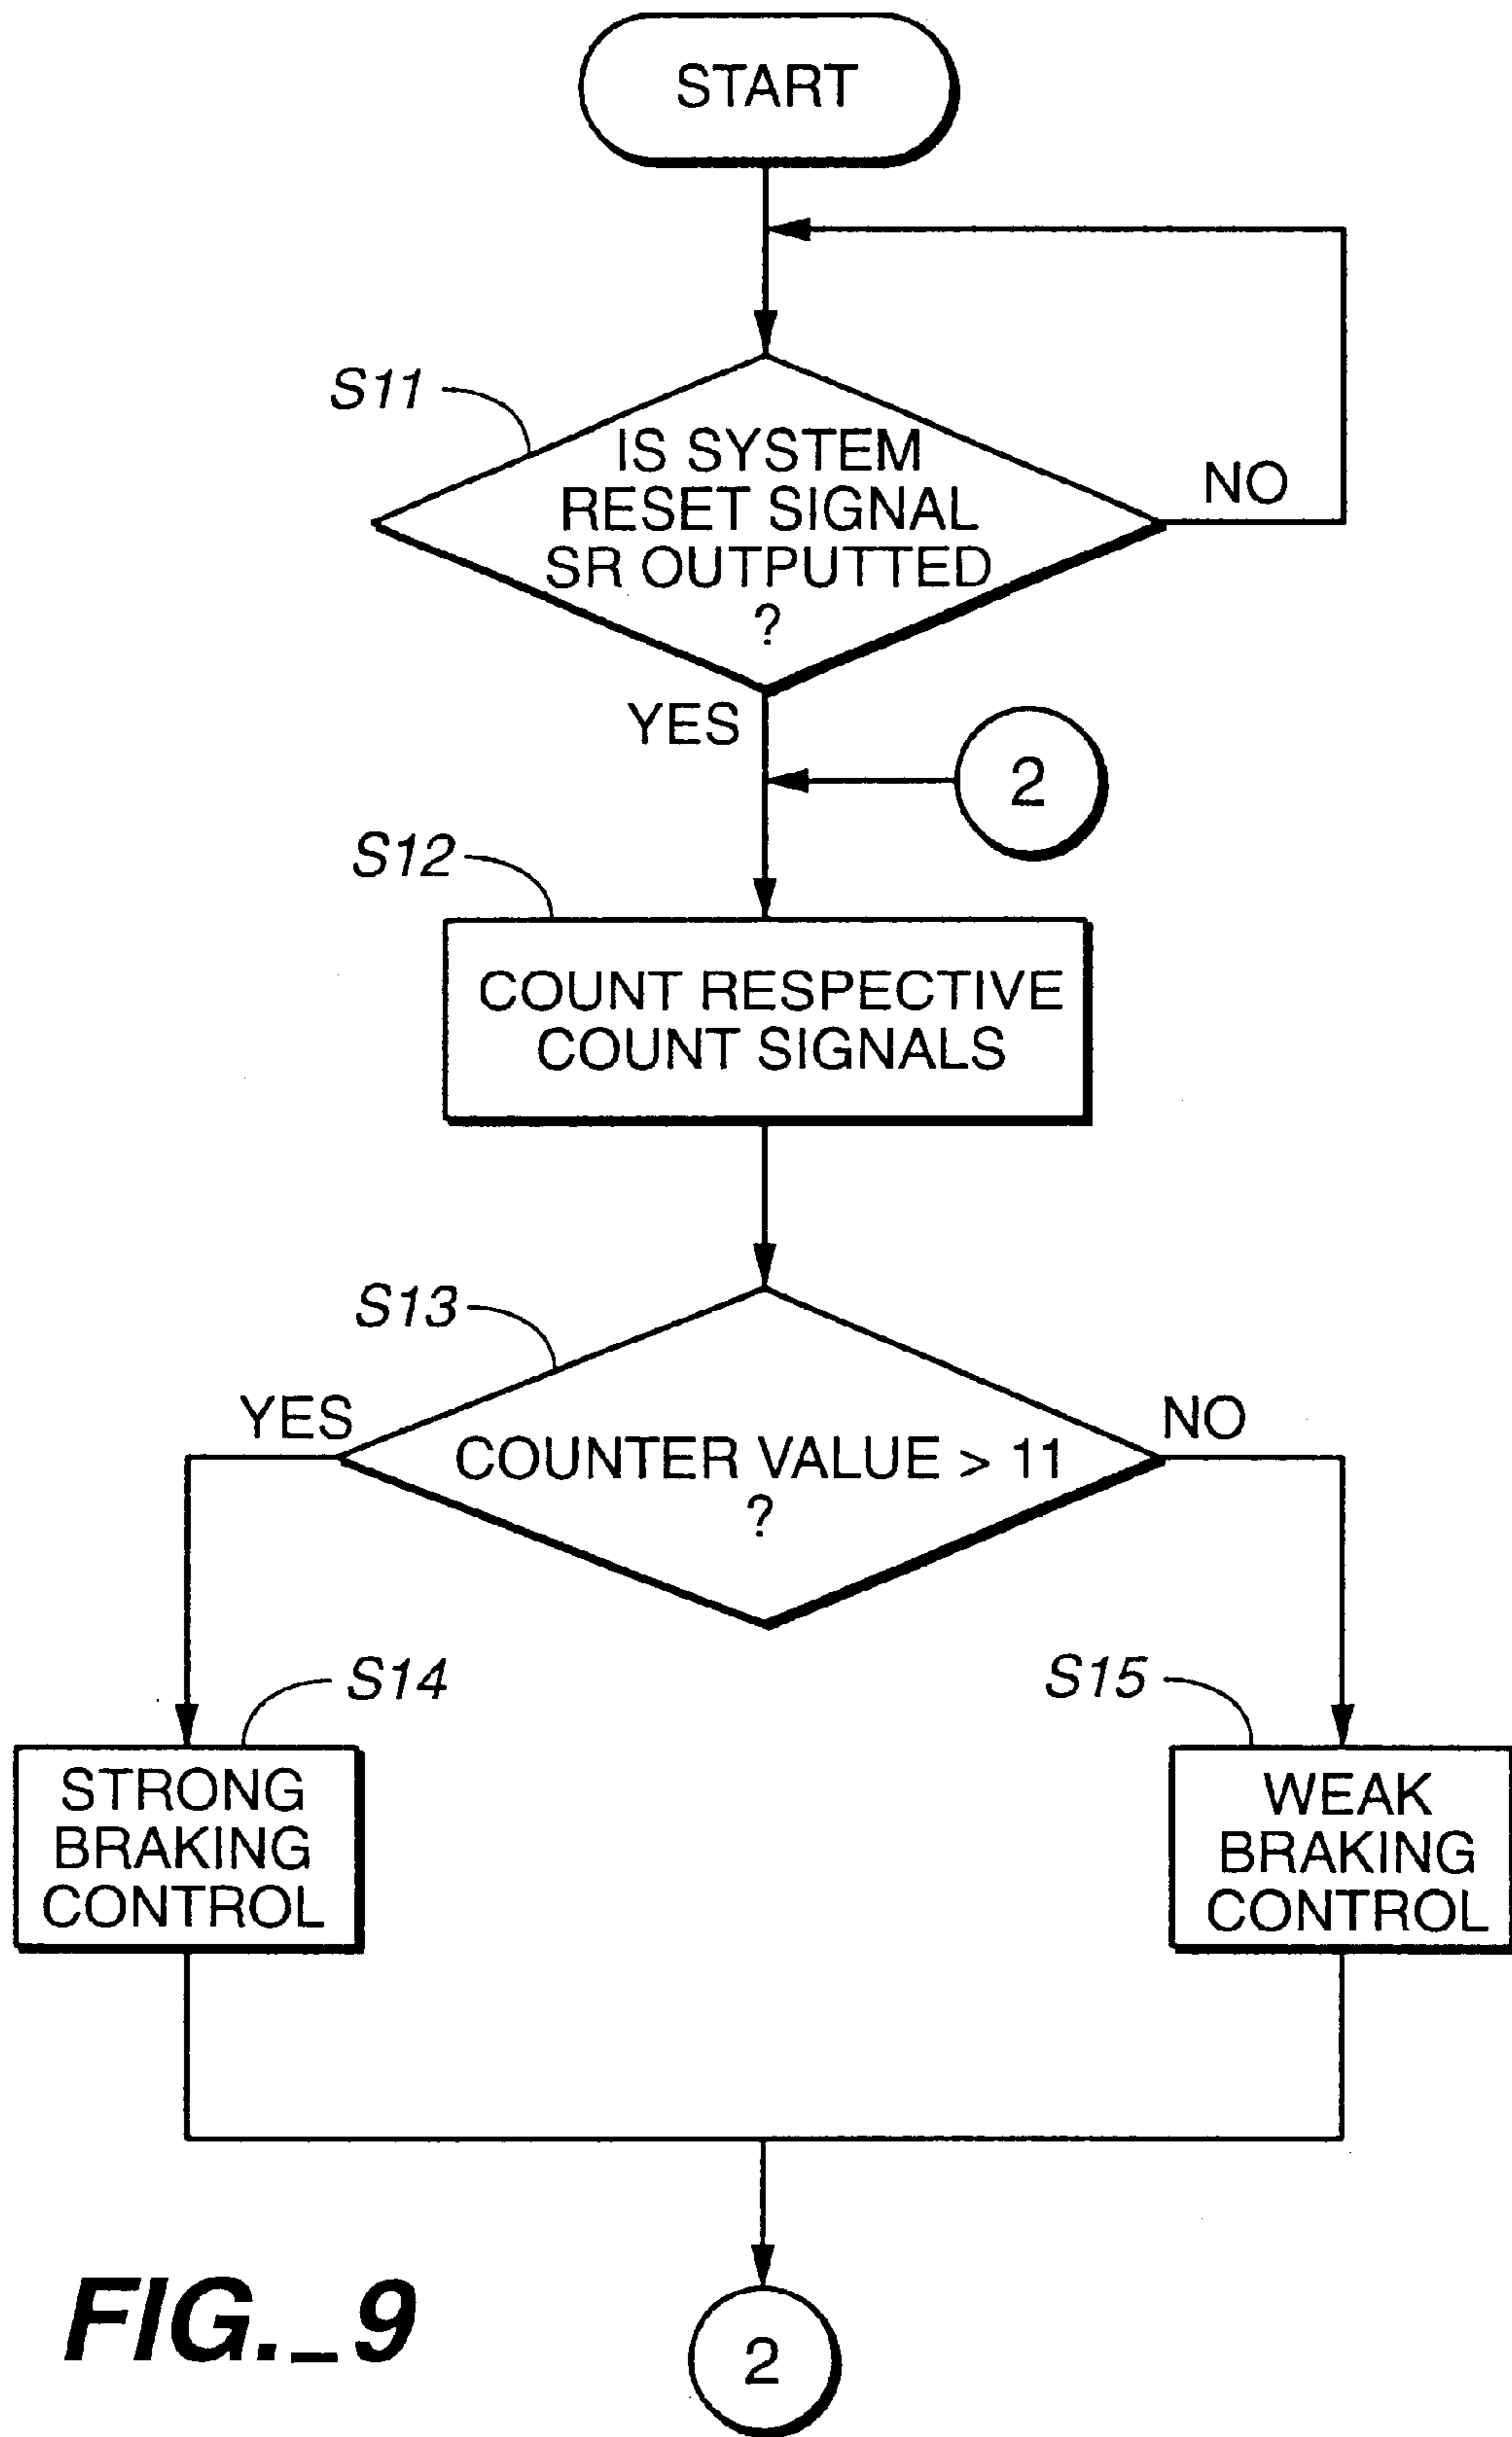 START
S11
IS SYSTEM
RESET SIGNAL
SR OUTPUTTED
?
NO
YES
2
S12
COUNT RESPECTIVE
COUNT SIGNALS
S13
YES
NO
COUNTER VALUE > 11
?
S14
S15
STRONG
BRAKING
CONTROL
WEAK
BRAKING
CONTROL
FIG._9
2